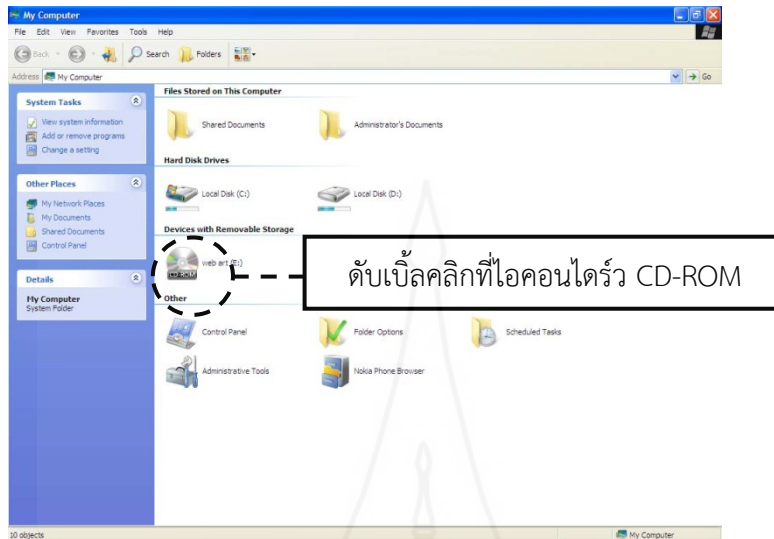 My Computer
File Edit View Favorites Tools Help
Back Search Folders
Address My Computer Go
System Tasks
View system information
Add or remove programs
Change a setting
Other Places
My Network Places
My Documents
Shared Documents
Control Panel
Details
My Computer
System Folder
Files Stored on This Computer
Shared Documents Administrator's Documents
Hard Disk Drives
Local Disk (C:) Local Disk (D:)
Devices with Removable Storage
CD-ROM web art (E:)
ดับเบิ้ลคลิกที่ไอคอนไดร์ว CD-ROM
Other
Control Panel Folder Options Scheduled Tasks
Administrative Tools Nokia Phone Browser
10 objects My Computer